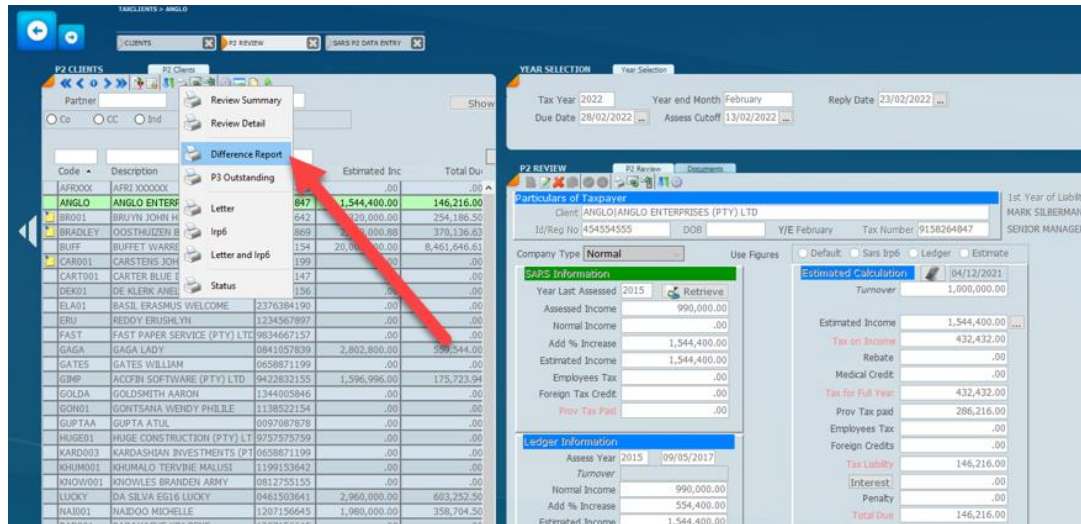 TAXCLIENTS > ANGLO
CLIENTS
P2 REVIEW
SARS P2 DATA ENTRY
P2 CLIENTS
P2 Clients
Partner
Show
Co
CC
Ind
Review Summary
Review Detail
Difference Report
P3 Outstanding
Letter
Irp6
Letter and Irp6
Status
Code Description Estimated Inc Total Du
AFRXXX AFRI XXXXXX .00 .00
ANGLO ANGLO ENTERP 847 1,544,400.00 146,216.00
BR001 BRUYN JOHN H 642 320,000.00 254,186.50
BRADLEY OOSTHUIZEN B 869 370,136.63
BUFF BUFFET WARRE 154 8,461,646.61
CAR001 CARSTENS JOH 199 .00
CART001 CARTER BLUE 147 .00 .00
DEK01 DE KLERK ANEL 156 .00 .00
ELA01 BASIL ERASMUS WELCOME 2376384190 .00 .00
ERU REDDY ERUSHLYN 1234567897 .00 .00
FAST FAST PAPER SERVICE (PTY) LTD 9834667157 .00 .00
GAGA GAGA LADY 0841057839 2,802,800.00 559,544.00
GATES GATES WILLIAM 0658871199 .00 .00
GIMP ACCFIN SOFTWARE (PTY) LTD 9422832155 1,596,996.00 175,723.94
GOLDA GOLDSMITH AARON 1344005846 .00 .00
GON01 GONTSANA WENDY PHILILE 1138522154 .00 .00
GUPTAA GUPTA ATUL 0097087878 .00 .00
HUGE01 HUGE CONSTRUCTION (PTY) LT 9757575759 .00 .00
KARD003 KARDASHIAN INVESTMENTS (PT 0658871199 .00 .00
KHUM001 KHUMALO TERVINE MALUSI 1199153642 .00 .00
KNOW001 KNOWLES BRANDEN ARMY 0812755155 .00 .00
LUCKY DA SILVA EG16 LUCKY 0461503641 2,960,000.00 603,252.50
NAI001 NAIDOO MICHELLE 1207156645 1,980,000.00 358,704.50
YEAR SELECTION
Year Selection
Tax Year 2022 Year end Month February Reply Date 23/02/2022 ...
Due Date 28/02/2022 ... Assess Cutoff 13/02/2022 ...
P2 REVIEW
P2 Review
Documents
Particulars of Taxpayer
1st Year of Liabili
Client ANGLO|ANGLO ENTERPRISES (PTY) LTD
MARK SILBERMAN
Id/Reg No 454554555 DOB Y/E February Tax Number 9158264847
SENIOR MANAGER
Company Type Normal Use Figures Default Sars Irp6 Ledger Estimate
SARS Information
Year Last Assessed 2015 Retrieve
Assessed Income 990,000.00
Normal Income .00
Add % Increase 1,544,400.00
Estimated Income 1,544,400.00
Employees Tax .00
Foreign Tax Credit .00
Prov Tax Paid .00
Ledger Information
Assess Year 2015 09/05/2017
Turnover
Normal Income 990,000.00
Add % Increase 554,400.00
Estimated Income 1,544,400.00
Estimated Calculation 04/12/2021
Turnover 1,000,000.00
Estimated Income 1,544,400.00 ...
Tax on Income 432,432.00
Rebate .00
Medical Credit .00
Tax for Full Year 432,432.00
Prov Tax paid 286,216.00
Employees Tax .00
Foreign Credits .00
Tax Liability 146,216.00
Interest .00
Penalty .00
Total Due 146,216.00